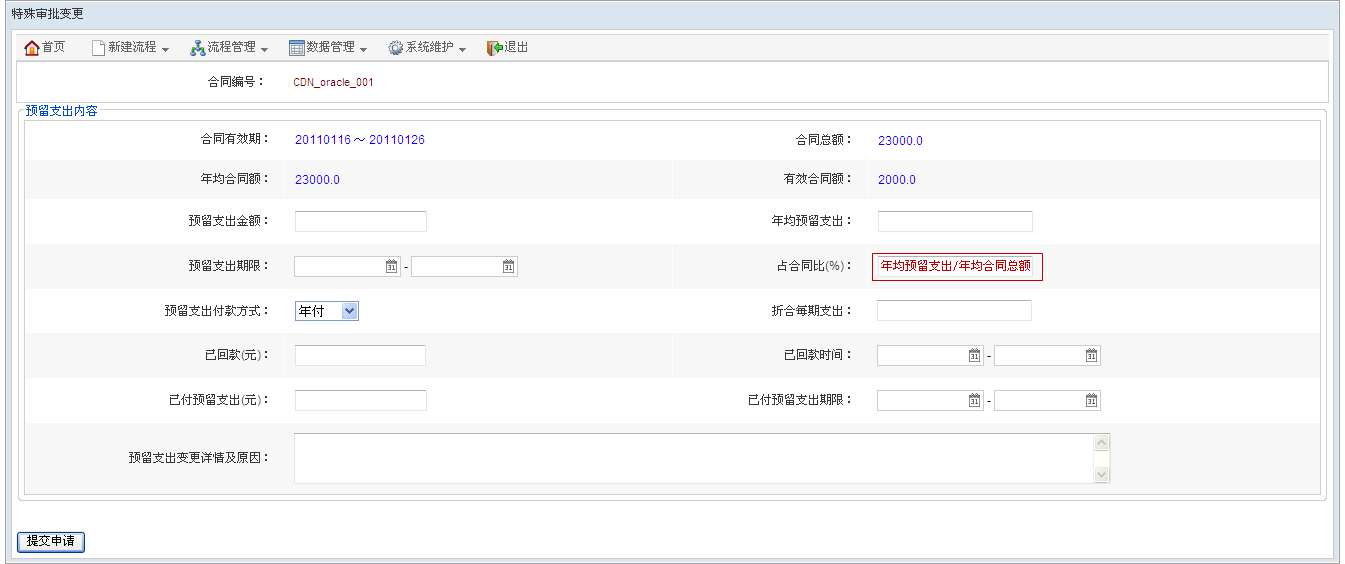 特殊审批变更
首页 新建流程 流程管理 数据管理 系统维护 退出
合同编号： CDN_oracle_001
预留支出内容
合同有效期： 20110116～20110126 合同总额： 23000.0
年均合同额： 23000.0 有效合同额： 2000.0
预留支出金额： 年均预留支出：
预留支出期限： 31 - 31 占合同比(%)： 年均预留支出/年均合同总额
预留支出付款方式： 年付 折合每期支出：
已回款(元)： 已回款时间： 31 - 31
已付预留支出(元)： 已付预留支出期限： 31 - 31
预留支出变更详情及原因：
提交申请